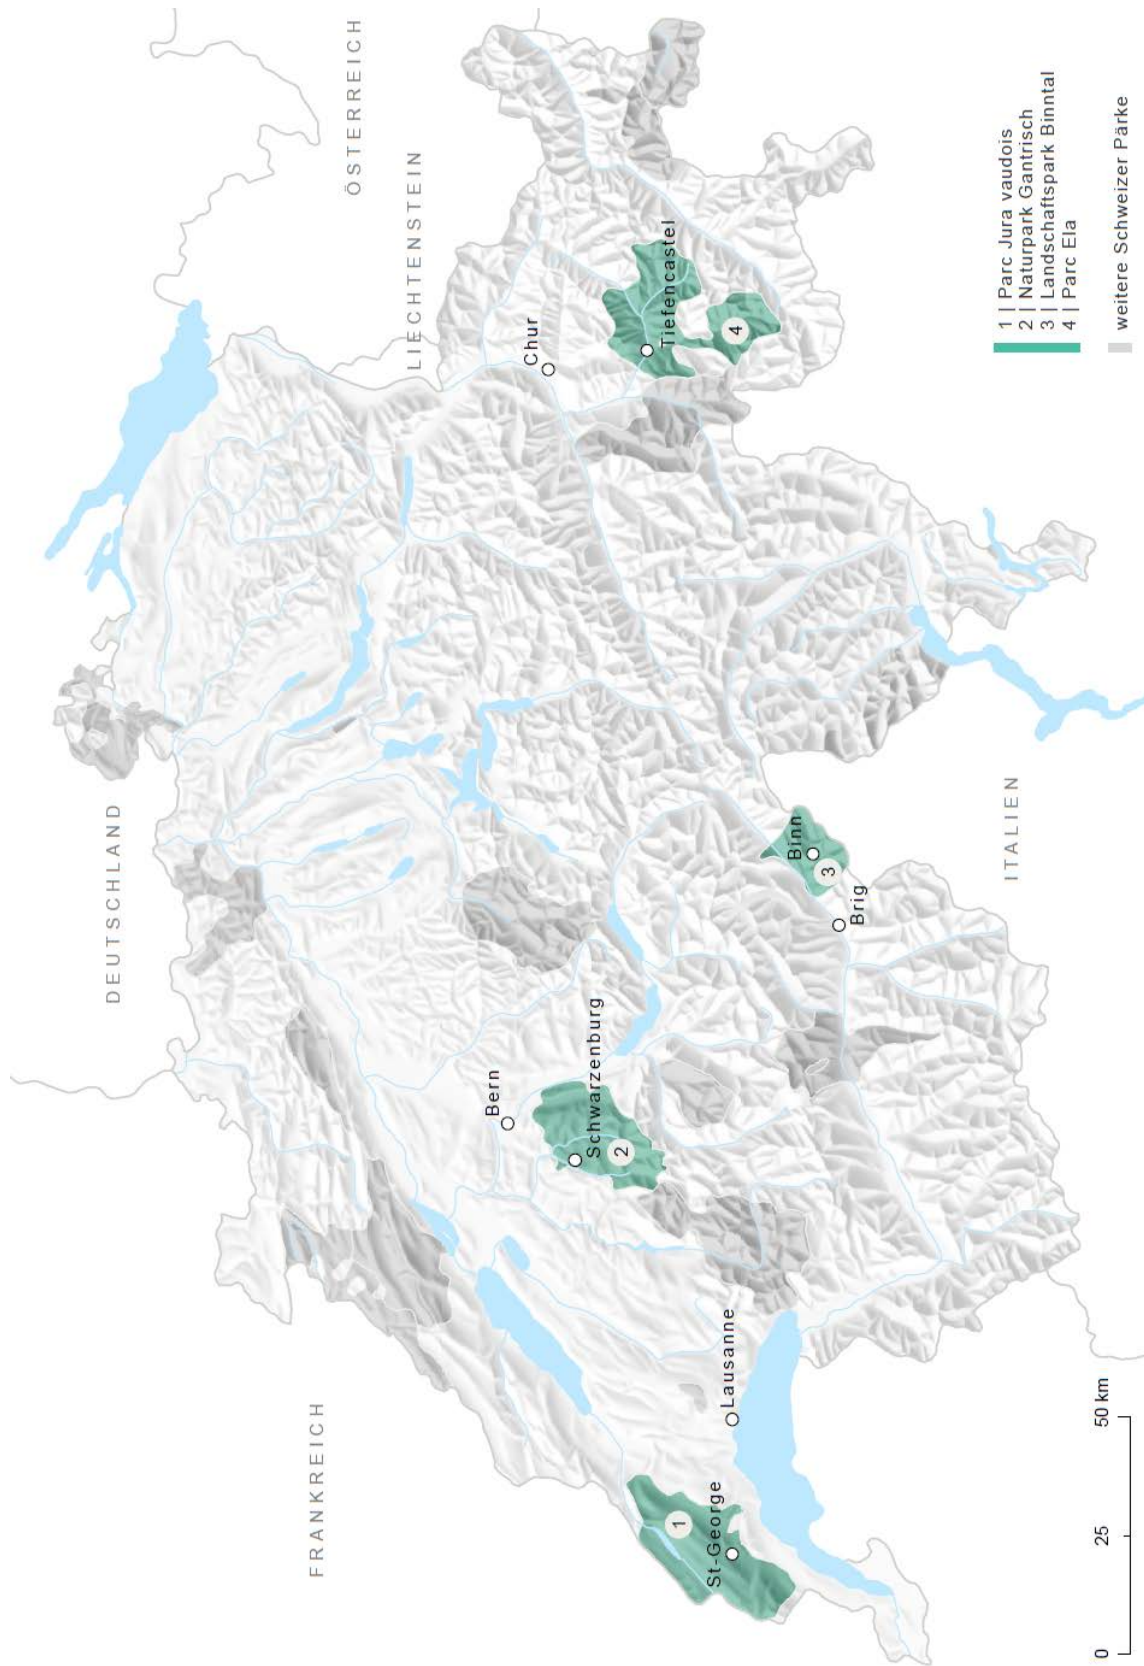 DEUTSCHLAND
ÖSTERREICH
LIECHTENSTEIN
FRANKREICH
ITALIEN
Bern
Schwarzenburg
2
Chur
Tiefencastel
4
Lausanne
St-George
1
Binn
3
Brig
0 25 50 km
1 | Parc Jura vaudois
2 | Naturpark Gantrisch
3 | Landschaftspark Binntal
4 | Parc Ela
weitere Schweizer Pärke